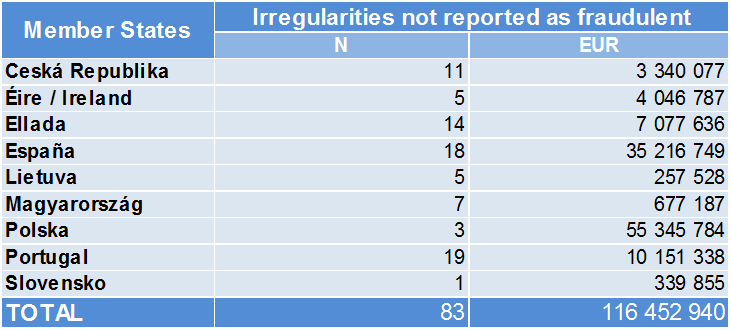 Member States Irregularities not reported as fraudulent
N EUR
Ceská Republika 11 3 340 077
Éire / Ireland 5 4 046 787
Ellada 14 7 077 636
España 18 35 216 749
Lietuva 5 257 528
Magyarország 7 677 187
Polska 3 55 345 784
Portugal 19 10 151 338
Slovensko 1 339 855
TOTAL 83 116 452 940